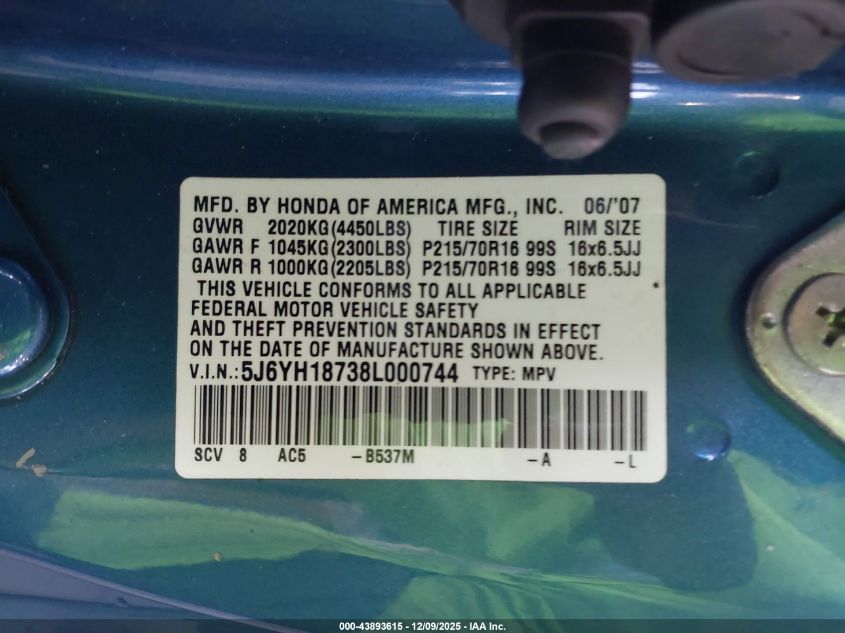 MFD. BY HONDA OF AMERICA MFG., INC. 06/'07
GVWR 2020KG(4450LBS) TIRE SIZE RIM SIZE
GAWR F 1045KG(2300LBS) P215/70R16 99S 16x6.5JJ
GAWR R 1000KG(2205LBS) P215/70R16 99S 16x6.5JJ
THIS VEHICLE CONFORMS TO ALL APPLICABLE
FEDERAL MOTOR VEHICLE SAFETY
AND THEFT PREVENTION STANDARDS IN EFFECT
ON THE DATE OF MANUFACTURE SHOWN ABOVE.
V.I.N.:5J6YH18738L000744 TYPE: MPV
SCV 8 AC5 -B537M -A -L
000-43893615 - 12/09/2025 - IAA Inc.